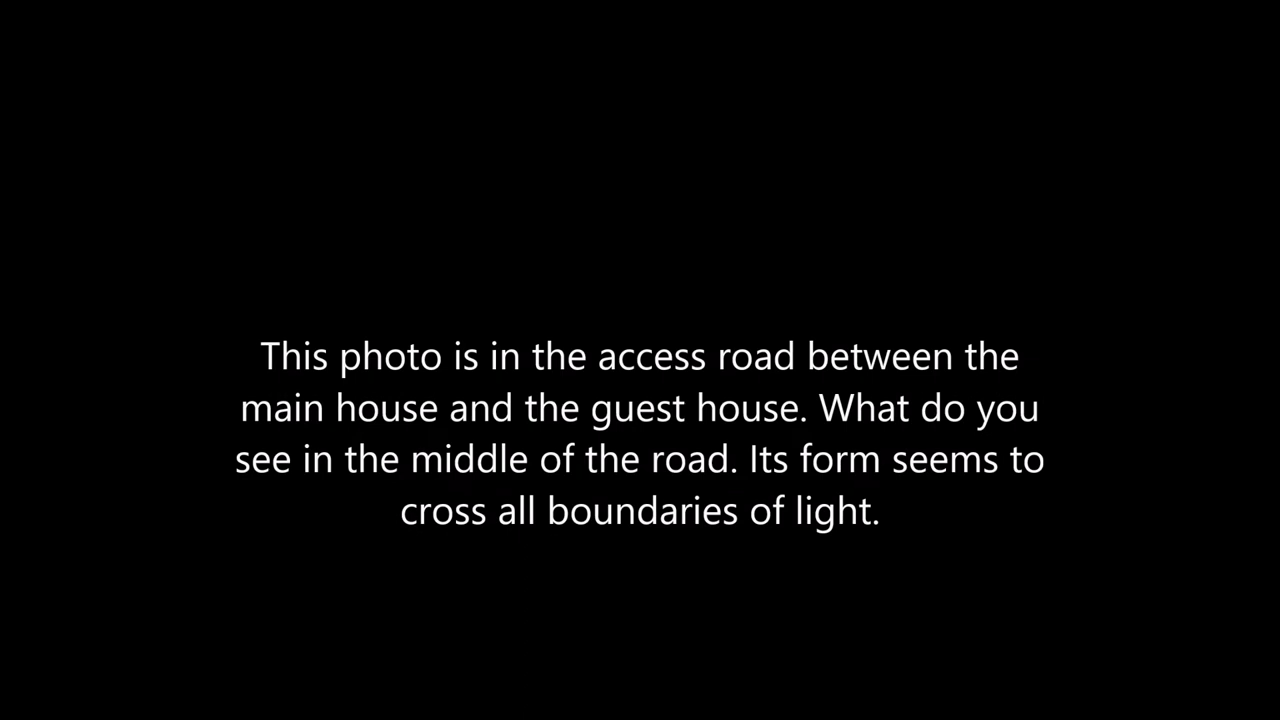 This photo is in the access road between the
main house and the guest house. What do you
see in the middle of the road. Its form seems to
cross all boundaries of light.